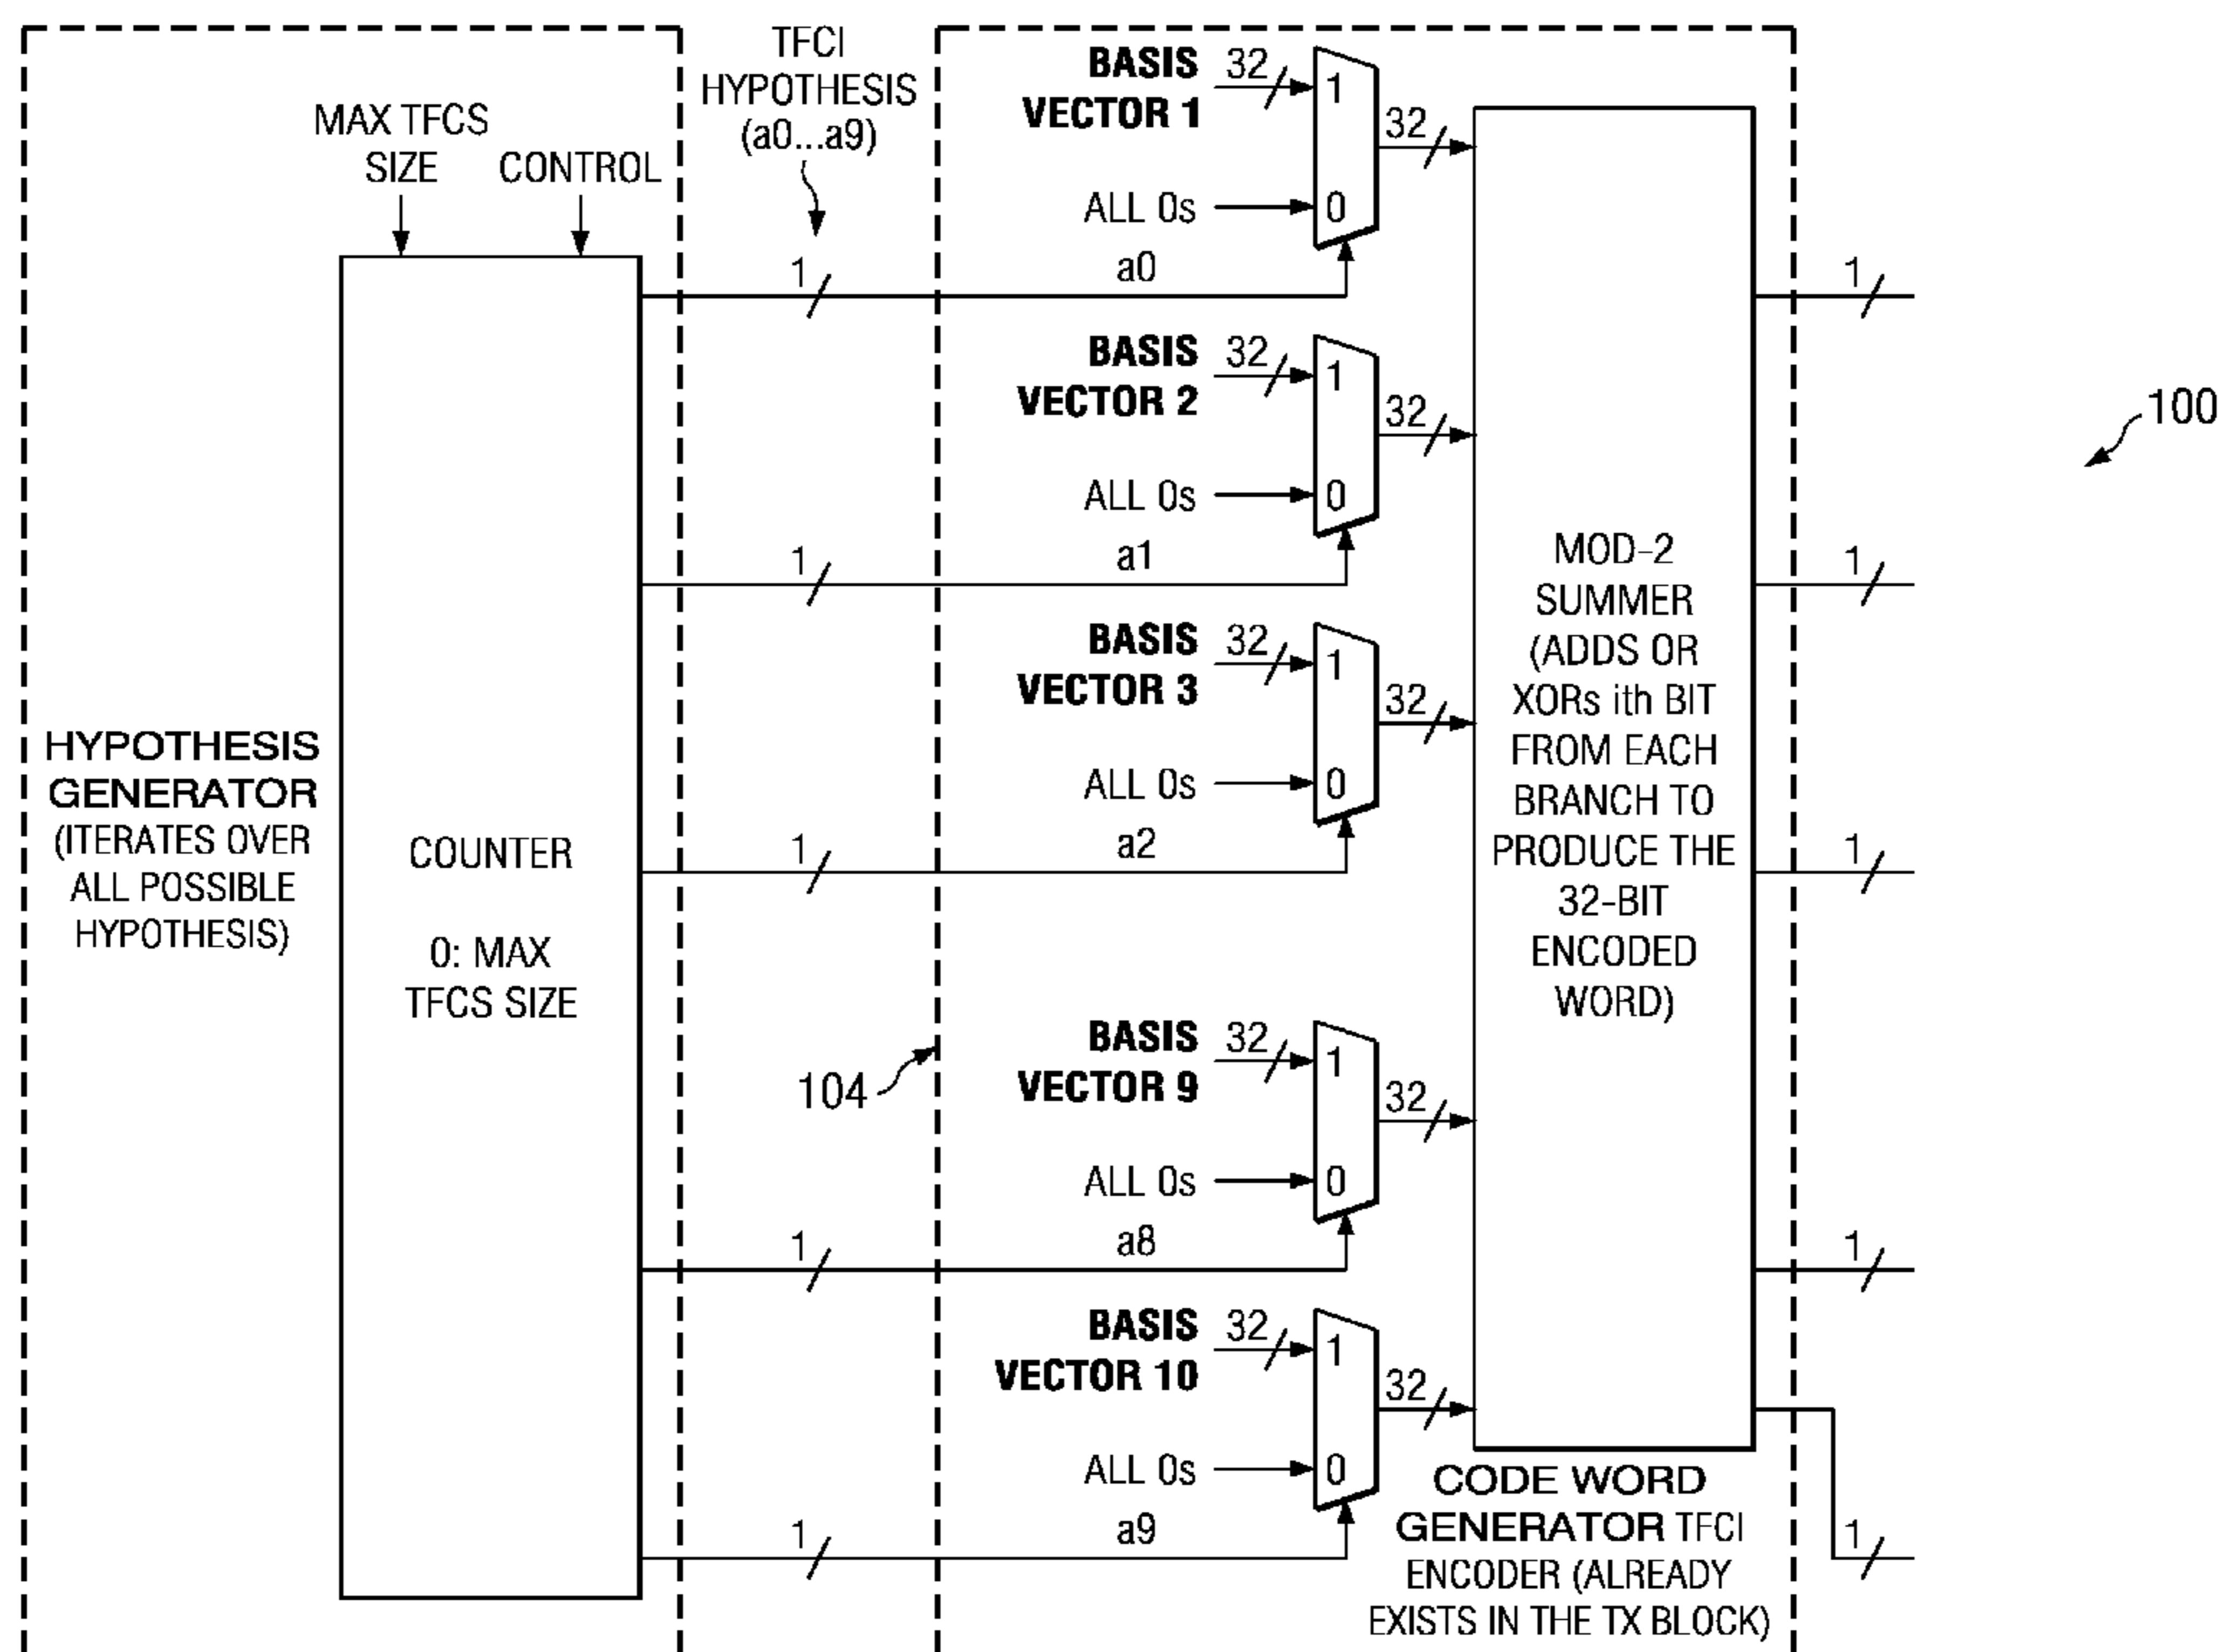 MAX TFCS
SIZE
CONTROL
TFCI
HYPOTHESIS
(a0...a9)
HYPOTHESIS
GENERATOR
(ITERATES OVER
ALL POSSIBLE
HYPOTHESIS)
COUNTER
0: MAX
TFCS SIZE
1
1
1
1
1
104
BASIS
VECTOR 1
32
1
ALL 0s
0
a0
32
BASIS
VECTOR 2
32
1
ALL 0s
0
a1
32
BASIS
VECTOR 3
32
1
ALL 0s
0
a2
32
BASIS
VECTOR 9
32
1
ALL 0s
0
a8
32
BASIS
VECTOR 10
32
1
ALL 0s
0
a9
32
MOD-2
SUMMER
(ADDS OR
XORs ith BIT
FROM EACH
BRANCH TO
PRODUCE THE
32-BIT
ENCODED
WORD)
CODE WORD
GENERATOR TFCI
ENCODER (ALREADY
EXISTS IN THE TX BLOCK)
1
1
1
1
1
100